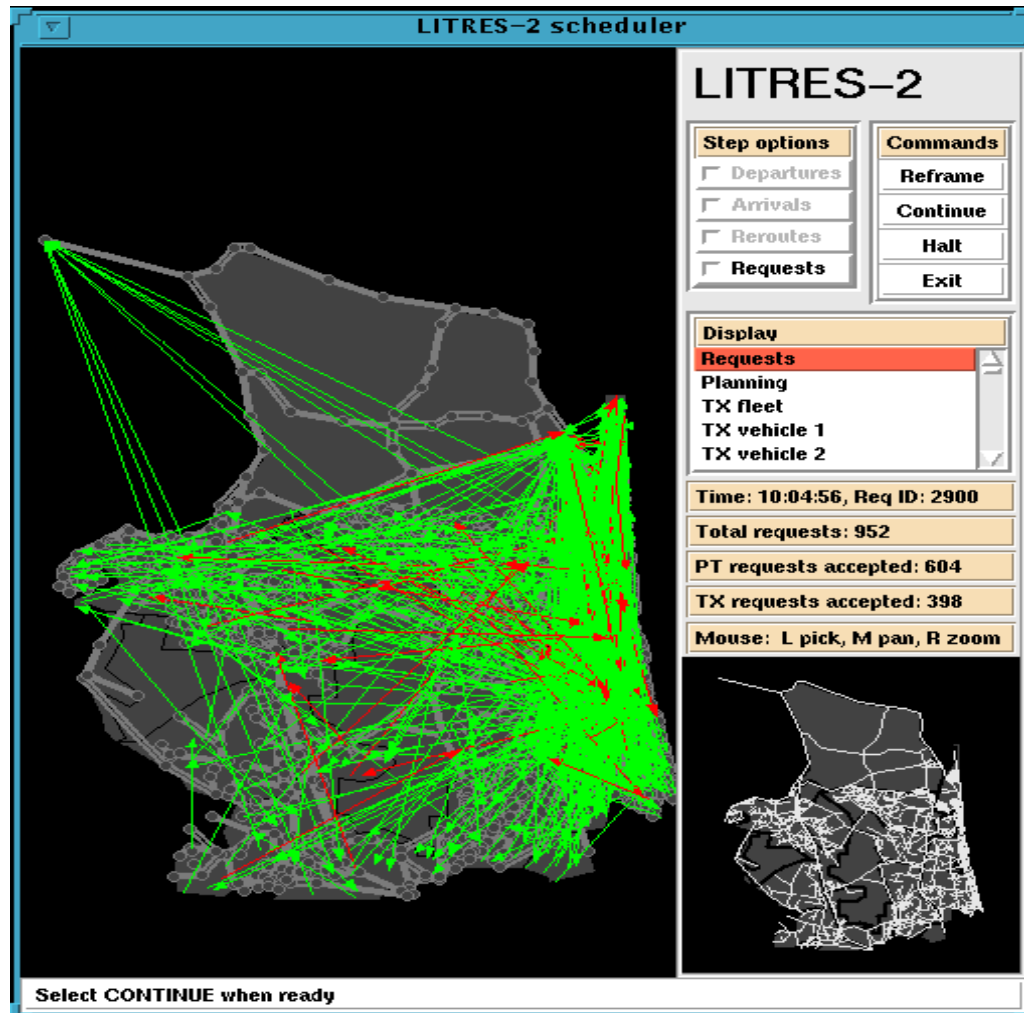 LITRES-2 scheduler
LITRES-2
Step options
Departures
Arrivals
Reroutes
Requests
Commands
Reframe
Continue
Halt
Exit
Display
Requests
Planning
TX fleet
TX vehicle 1
TX vehicle 2
Time: 10:04:56, Req ID: 2900
Total requests: 952
PT requests accepted: 604
TX requests accepted: 398
Mouse: L pick, M pan, R zoom
Select CONTINUE when ready